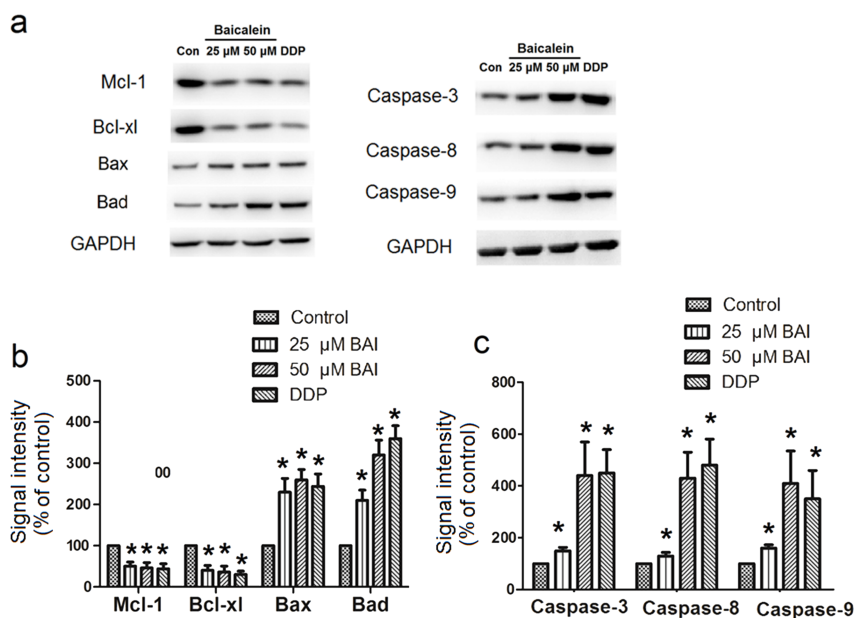 a
Baicalein
Con 25 µM 50 µM DDP
Mcl-1
Bcl-xl
Bax
Bad
GAPDH
Baicalein
Con 25 µM 50 µM DDP
Caspase-3
Caspase-8
Caspase-9
GAPDH
b
Control
25 µM BAI
50 µM BAI
DDP
Signal intensity
(% of control)
500
400
300
200
100
00
00
* * * * * * * * * * * *
Mcl-1 Bcl-xl Bax Bad
c
Control
25 µM BAI
50 µM BAI
DDP
Signal intensity
(% of control)
800
600
400
200
0
* * * * * * * * *
Caspase-3 Caspase-8 Caspase-9